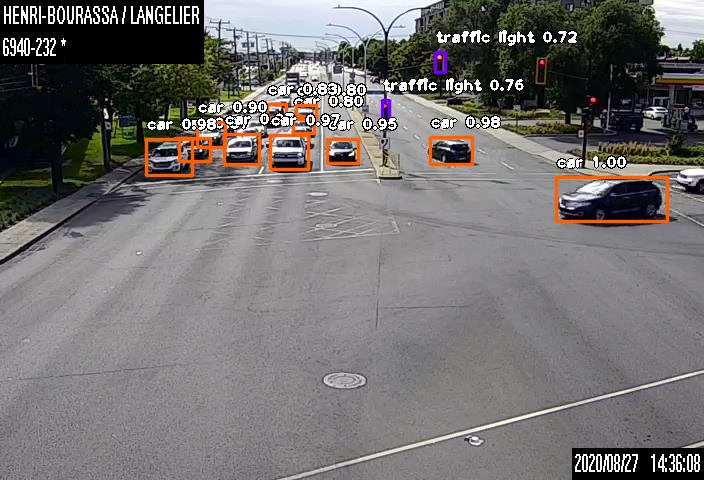 HENRI-BOURASSA / LANGELIER
6940-232 *
traffic light 0.72
traffic light 0.76
car 0.83
0.80
car 0.90
car 0.80
car 0.98
car 0.97
car 0.95
car 0.98
car 1.00
2020/08/27 14:36:08